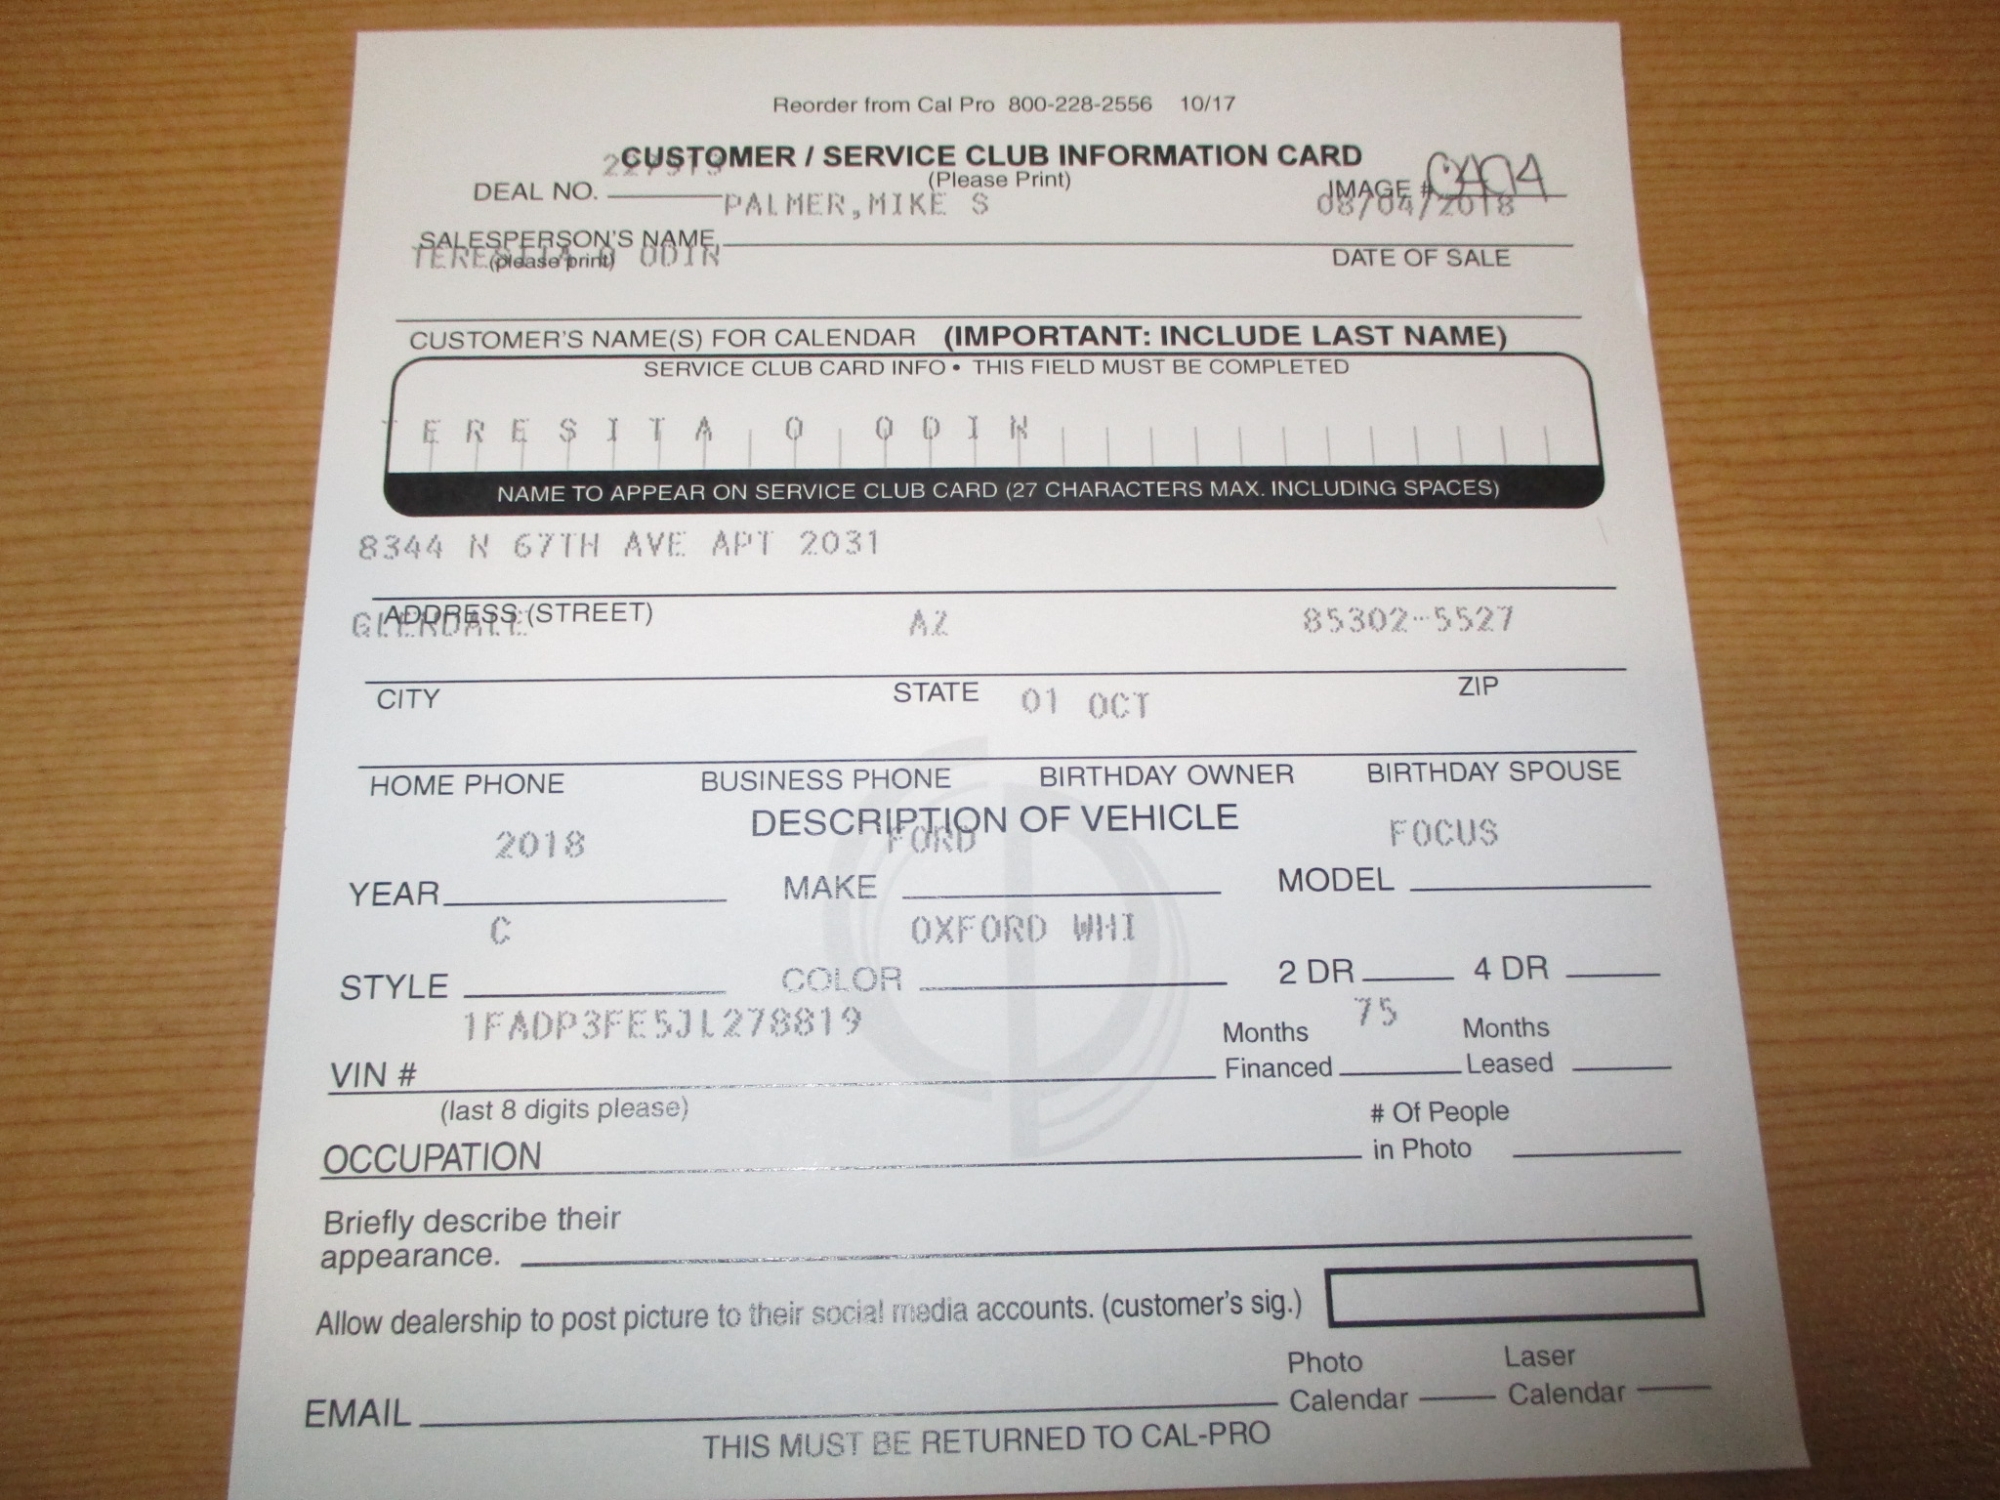 Reorder from Cal Pro 800-228-2556 10/17
CUSTOMER / SERVICE CLUB INFORMATION CARD
(Please Print)
DEAL NO. IMAGE #
PALMER,MIKE S 08/04/2018
SALESPERSON'S NAME DATE OF SALE
(please print)
TERESITA O ODIN
CUSTOMER'S NAME(S) FOR CALENDAR (IMPORTANT: INCLUDE LAST NAME)
SERVICE CLUB CARD INFO • THIS FIELD MUST BE COMPLETED
TERESITA O ODIN
NAME TO APPEAR ON SERVICE CLUB CARD (27 CHARACTERS MAX. INCLUDING SPACES)
8344 N 67TH AVE APT 2031
ADDRESS (STREET)
GLENDALE AZ 85302-5527
CITY STATE ZIP
01 OCT
HOME PHONE BUSINESS PHONE BIRTHDAY OWNER BIRTHDAY SPOUSE
DESCRIPTION OF VEHICLE
2018 FORD FOCUS
YEAR MAKE MODEL
C OXFORD WHI
STYLE COLOR 2 DR 4 DR
1FADP3FE5JL278819 75
VIN # Months Financed Months Leased
(last 8 digits please)
OCCUPATION # Of People in Photo
Briefly describe their
appearance.
Allow dealership to post picture to their social media accounts. (customer's sig.)
EMAIL Photo Calendar Laser Calendar
THIS MUST BE RETURNED TO CAL-PRO